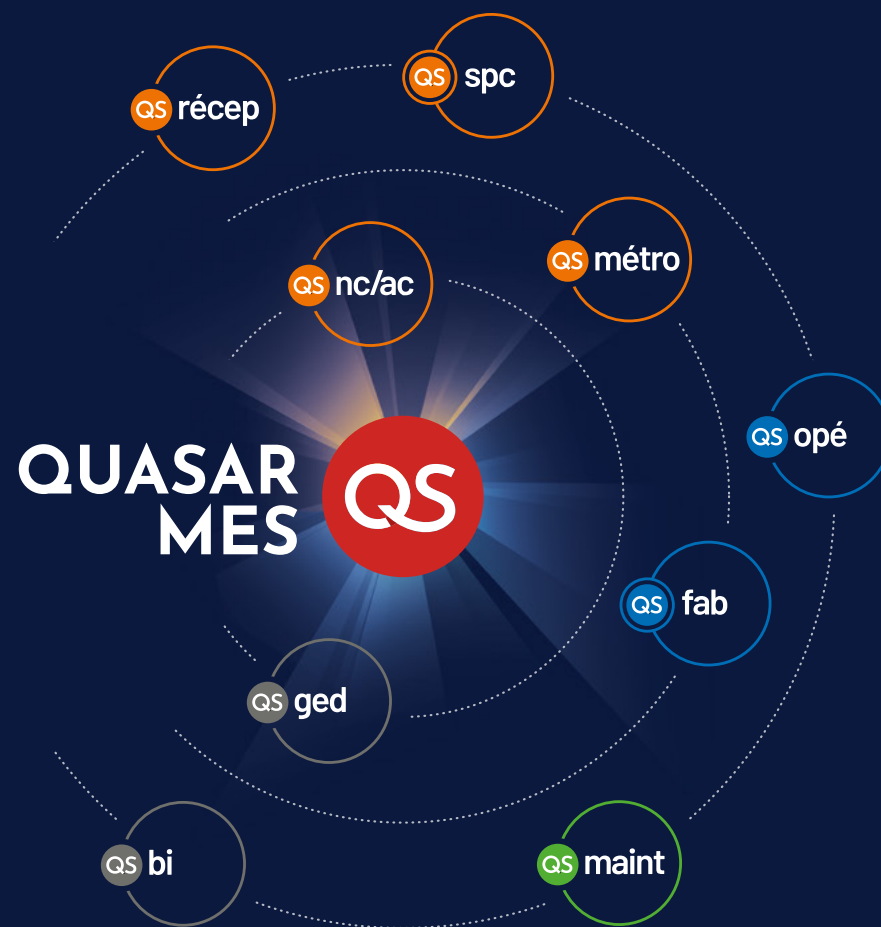 QS spc
QS récep
QS métro
QS nc/ac
QS opé
QUASAR
MES
QS
QS fab
QS ged
QS bi
QS maint